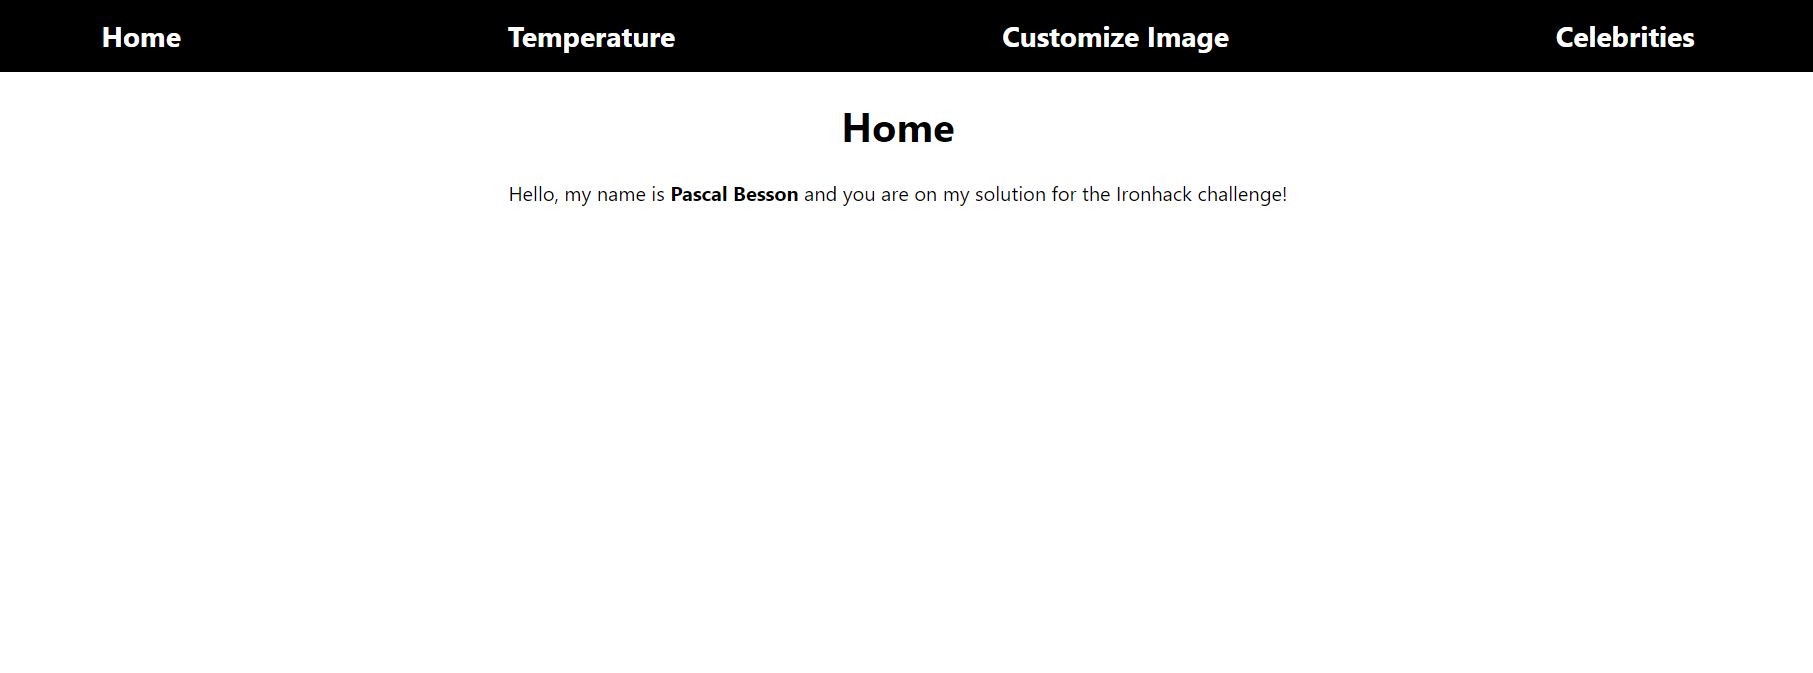 Home Temperature Customize Image Celebrities
Home
Hello, my name is Pascal Besson and you are on my solution for the Ironhack challenge!